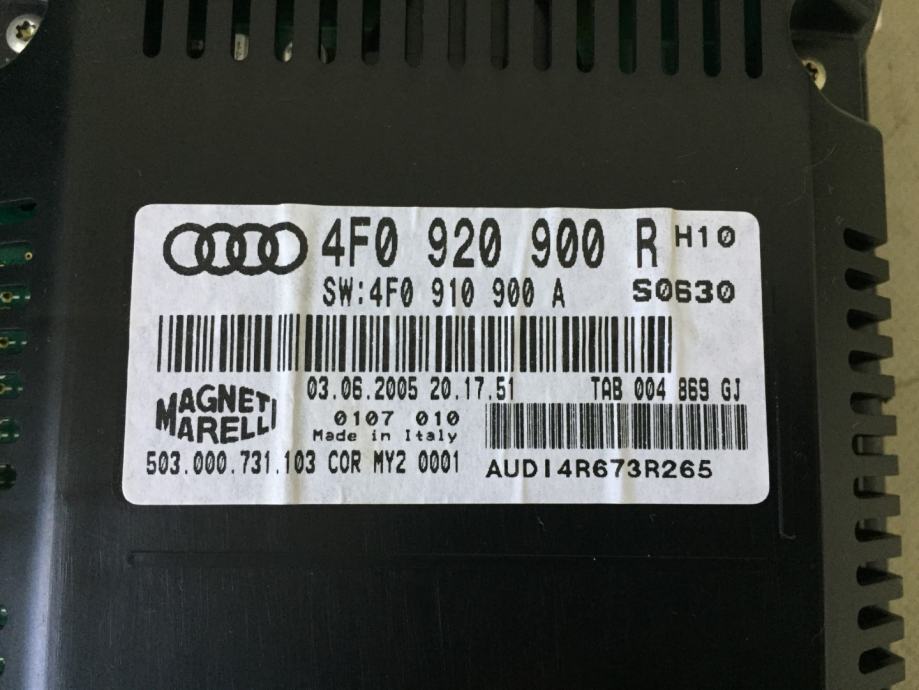 4F0 920 900 R H10
SW:4F0 910 900 A S0630
03.06.2005 20.17.51 TAB 004 869 GJ
MAGNETI
MARELLI
0107 010
Made in Italy
503.000.731.103 COR MY2 0001
AUDI4R673R265